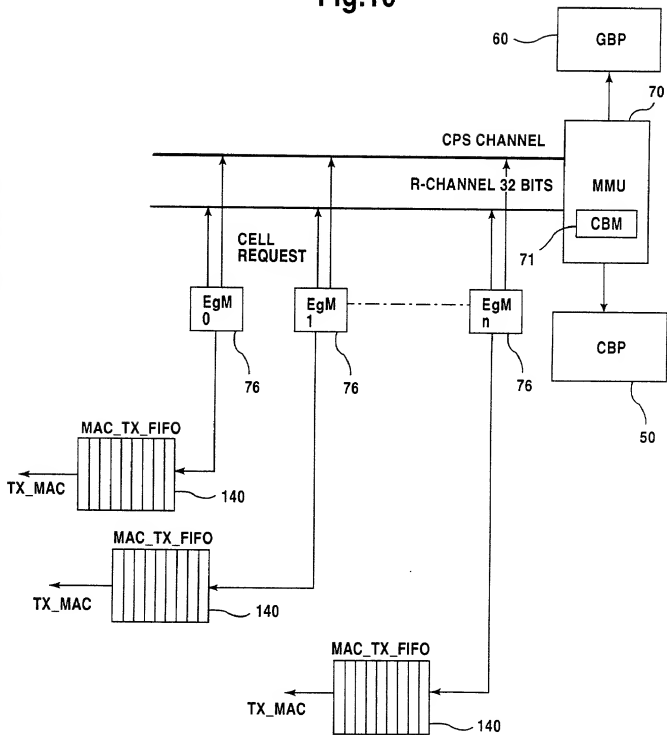 Fig.10
60
GBP
70
CPS CHANNEL
R-CHANNEL 32 BITS
MMU
CBM
71
CELL
REQUEST
EgM
0
EgM
1
EgM
n
76
76
76
CBP
50
MAC_TX_FIFO
TX_MAC
140
MAC_TX_FIFO
TX_MAC
140
MAC_TX_FIFO
TX_MAC
140